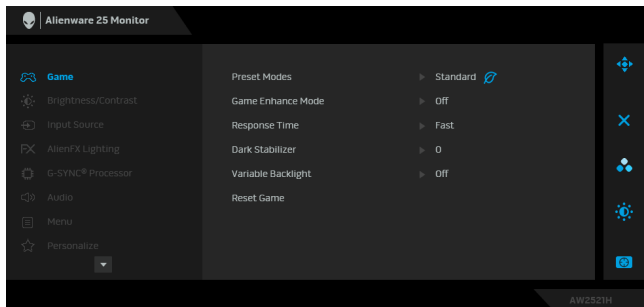 Alienware 25 Monitor
Game
Preset Modes Standard
Brightness/Contrast
Game Enhance Mode Off
Input Source
Response Time Fast
FX AlienFX Lighting
Dark Stabilizer 0
G-SYNC® Processor
Variable Backlight Off
Audio
Reset Game
Menu
Personalize
AW2521H